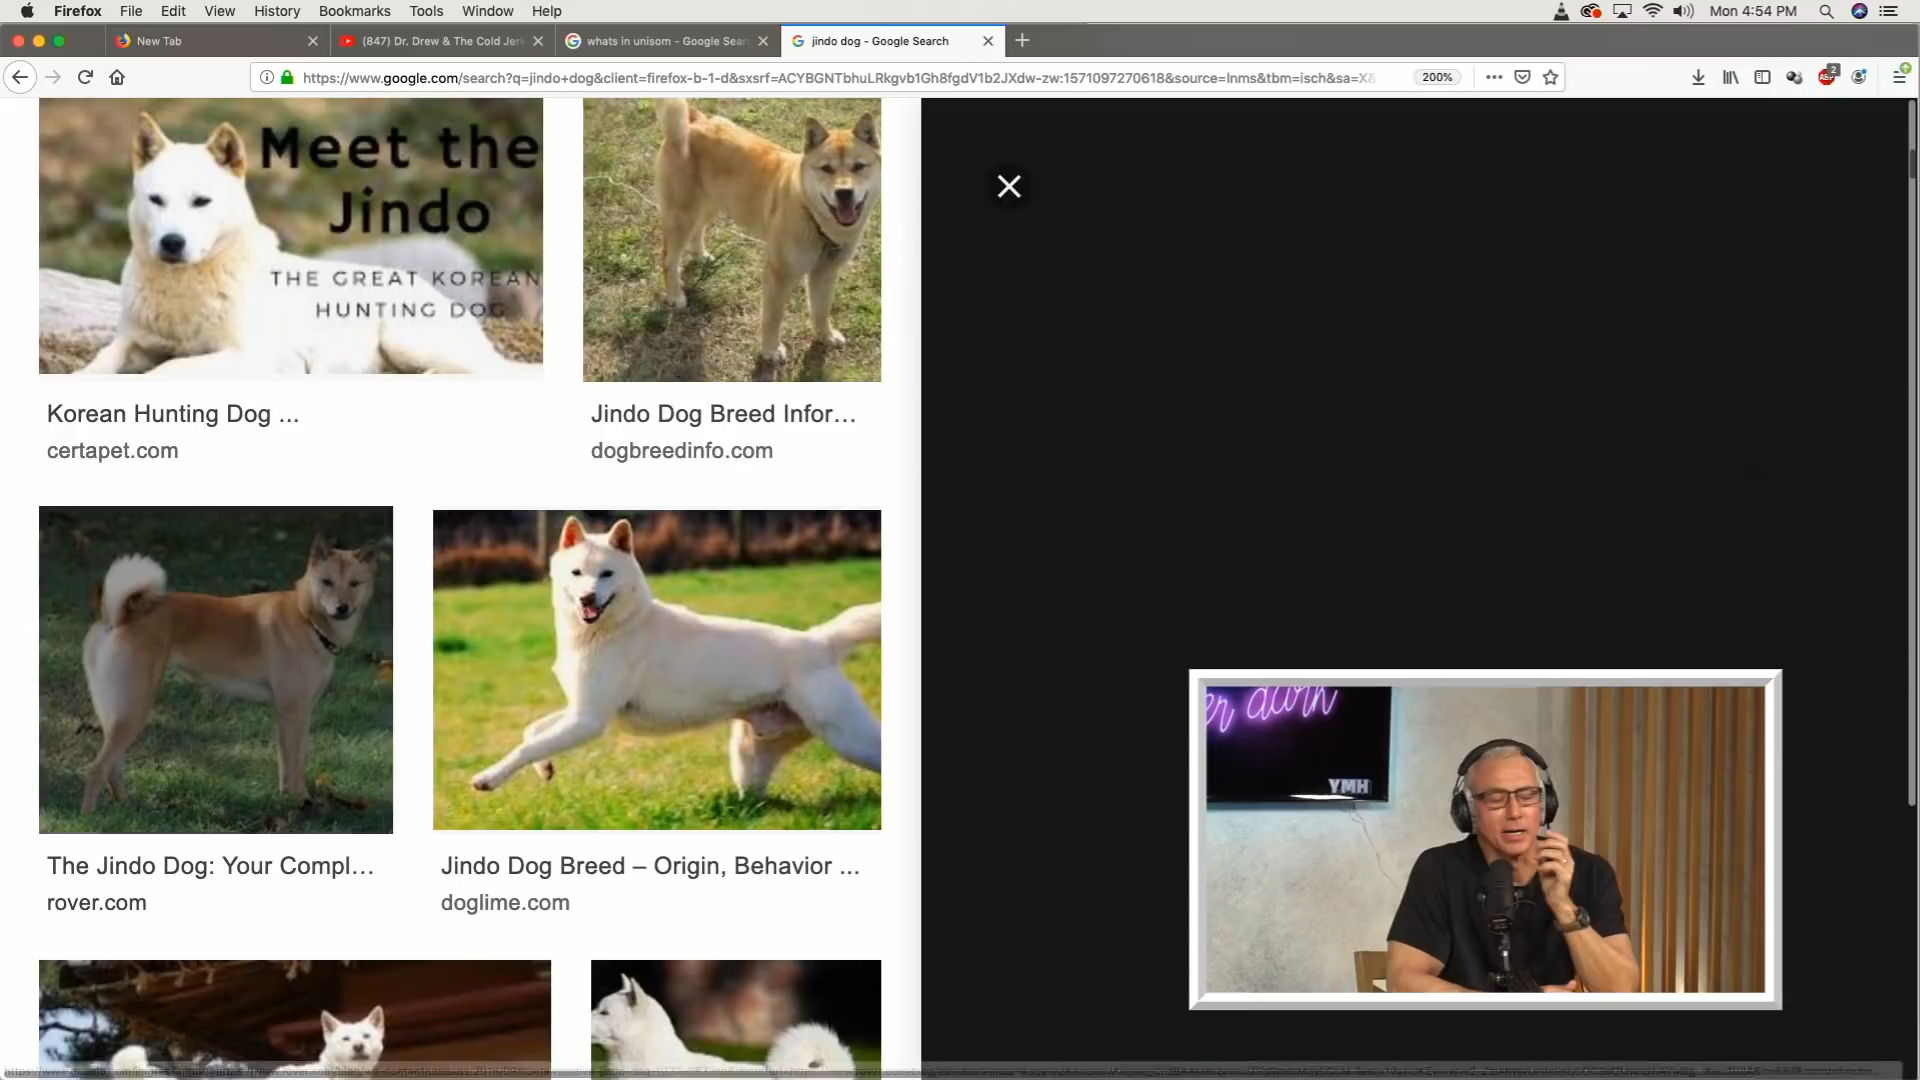 Firefox File Edit View History Bookmarks Tools Window Help Mon 4:54 PM
New Tab (847) Dr. Drew & The Cold Jerk whats in unisom - Google Sear jindo dog - Google Search
https://www.google.com/search?q=jindo+dog&client=firefox-b-1-d&sxsrf=ACYBGNTbhuLRkgvb1Gh8fgdV1b2JXdw-zw:1571097270618&source=lnms&tbm=isch&sa=X& 200% 2
Meet the
Jindo
THE GREAT KOREAN
HUNTING DOG
Korean Hunting Dog ...
certapet.com
Jindo Dog Breed Infor...
dogbreedinfo.com
The Jindo Dog: Your Compl...
rover.com
Jindo Dog Breed – Origin, Behavior ...
doglime.com
er dawn
YMH